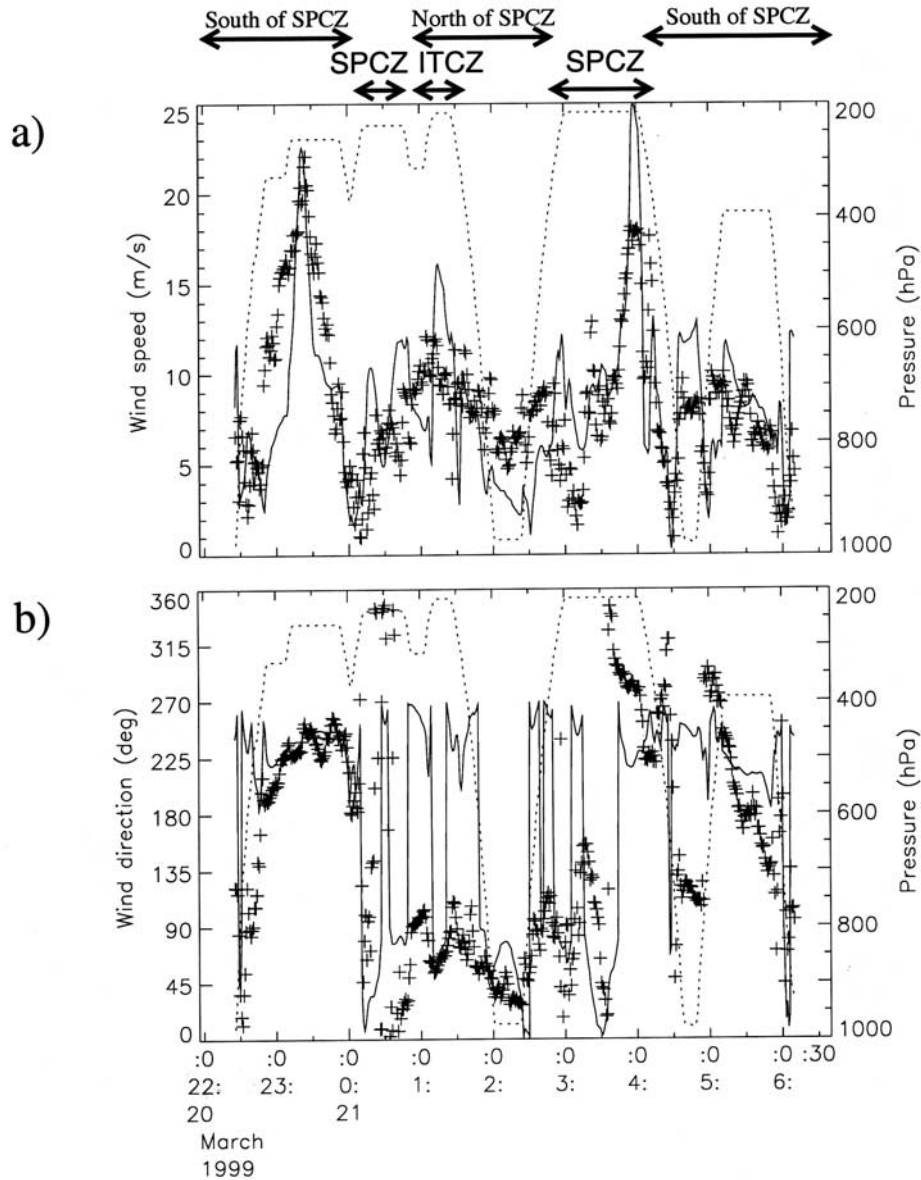 South of SPCZ North of SPCZ South of SPCZ
SPCZ ITCZ SPCZ
a)
25
20
15
10
5
0
Wind speed (m/s)
200
400
600
800
1000
Pressure (hPa)
b)
360
315
270
225
180
135
90
45
0
Wind direction (deg)
200
400
600
800
1000
Pressure (hPa)
:0 :0 :0 :0 :0 :0 :0 :0 :0 :30
22: 23: 0: 1: 2: 3: 4: 5: 6:
20 21
March
1999